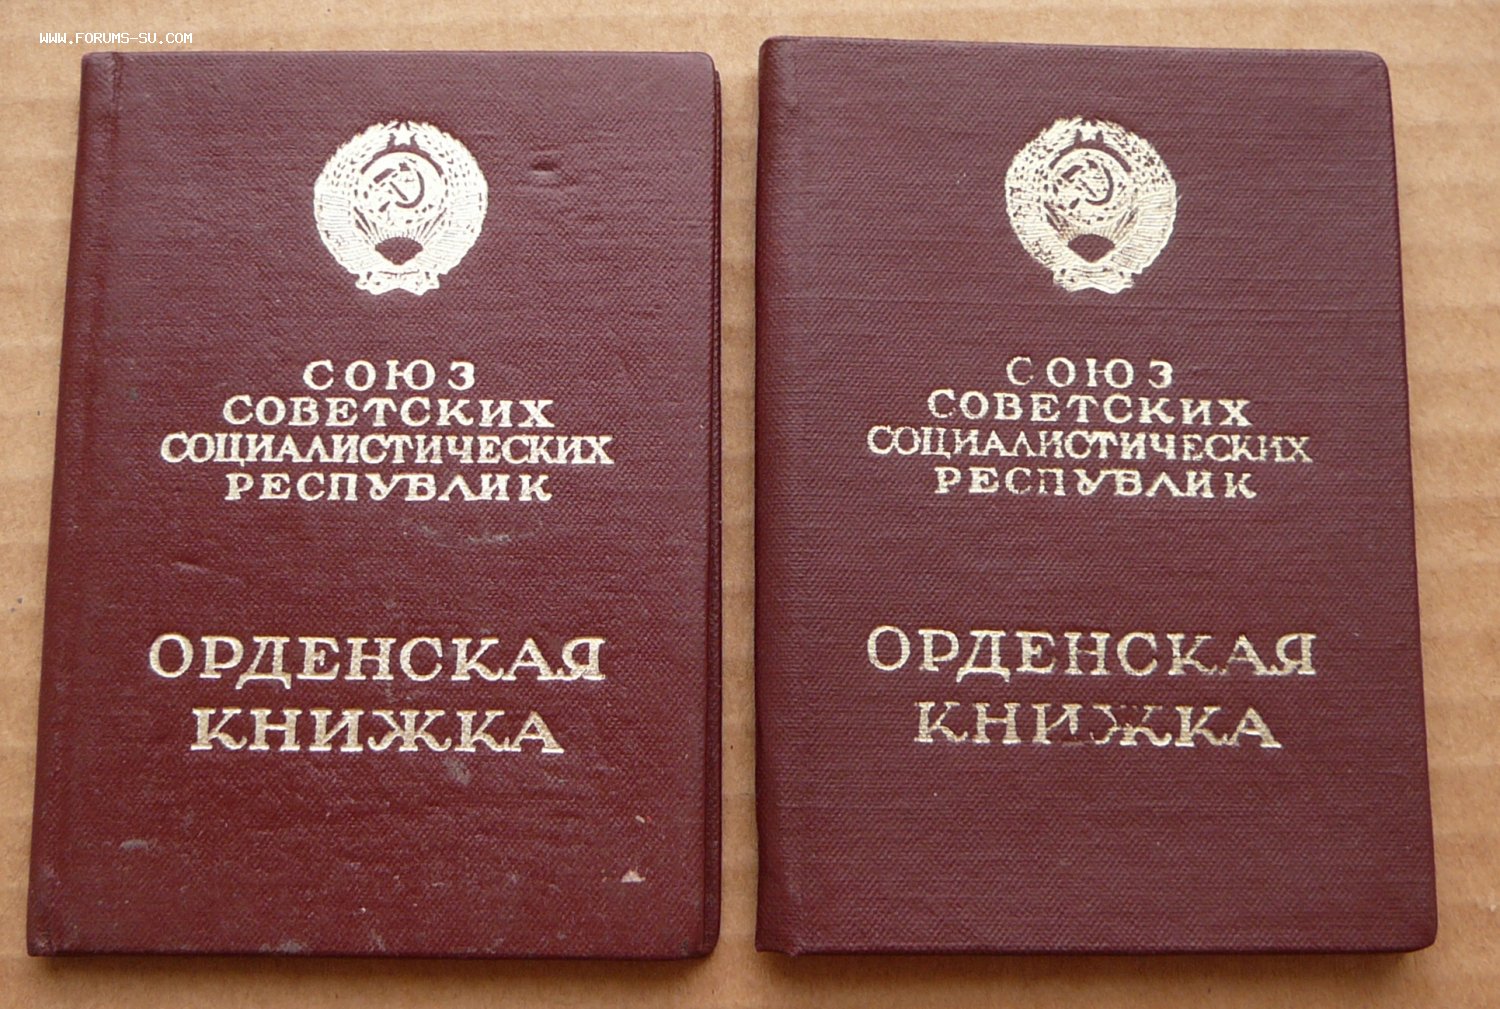 WWW.FORUMS-SU.COM
СОЮЗ
СОВЕТСКИХ
СОЦИАЛИСТИЧЕСКИХ
РЕСПУБЛИК
ОРДЕНСКАЯ
КНИЖКА
СОЮЗ
СОВЕТСКИХ
СОЦИАЛИСТИЧЕСКИХ
РЕСПУБЛИК
ОРДЕНСКАЯ
КНИЖКА